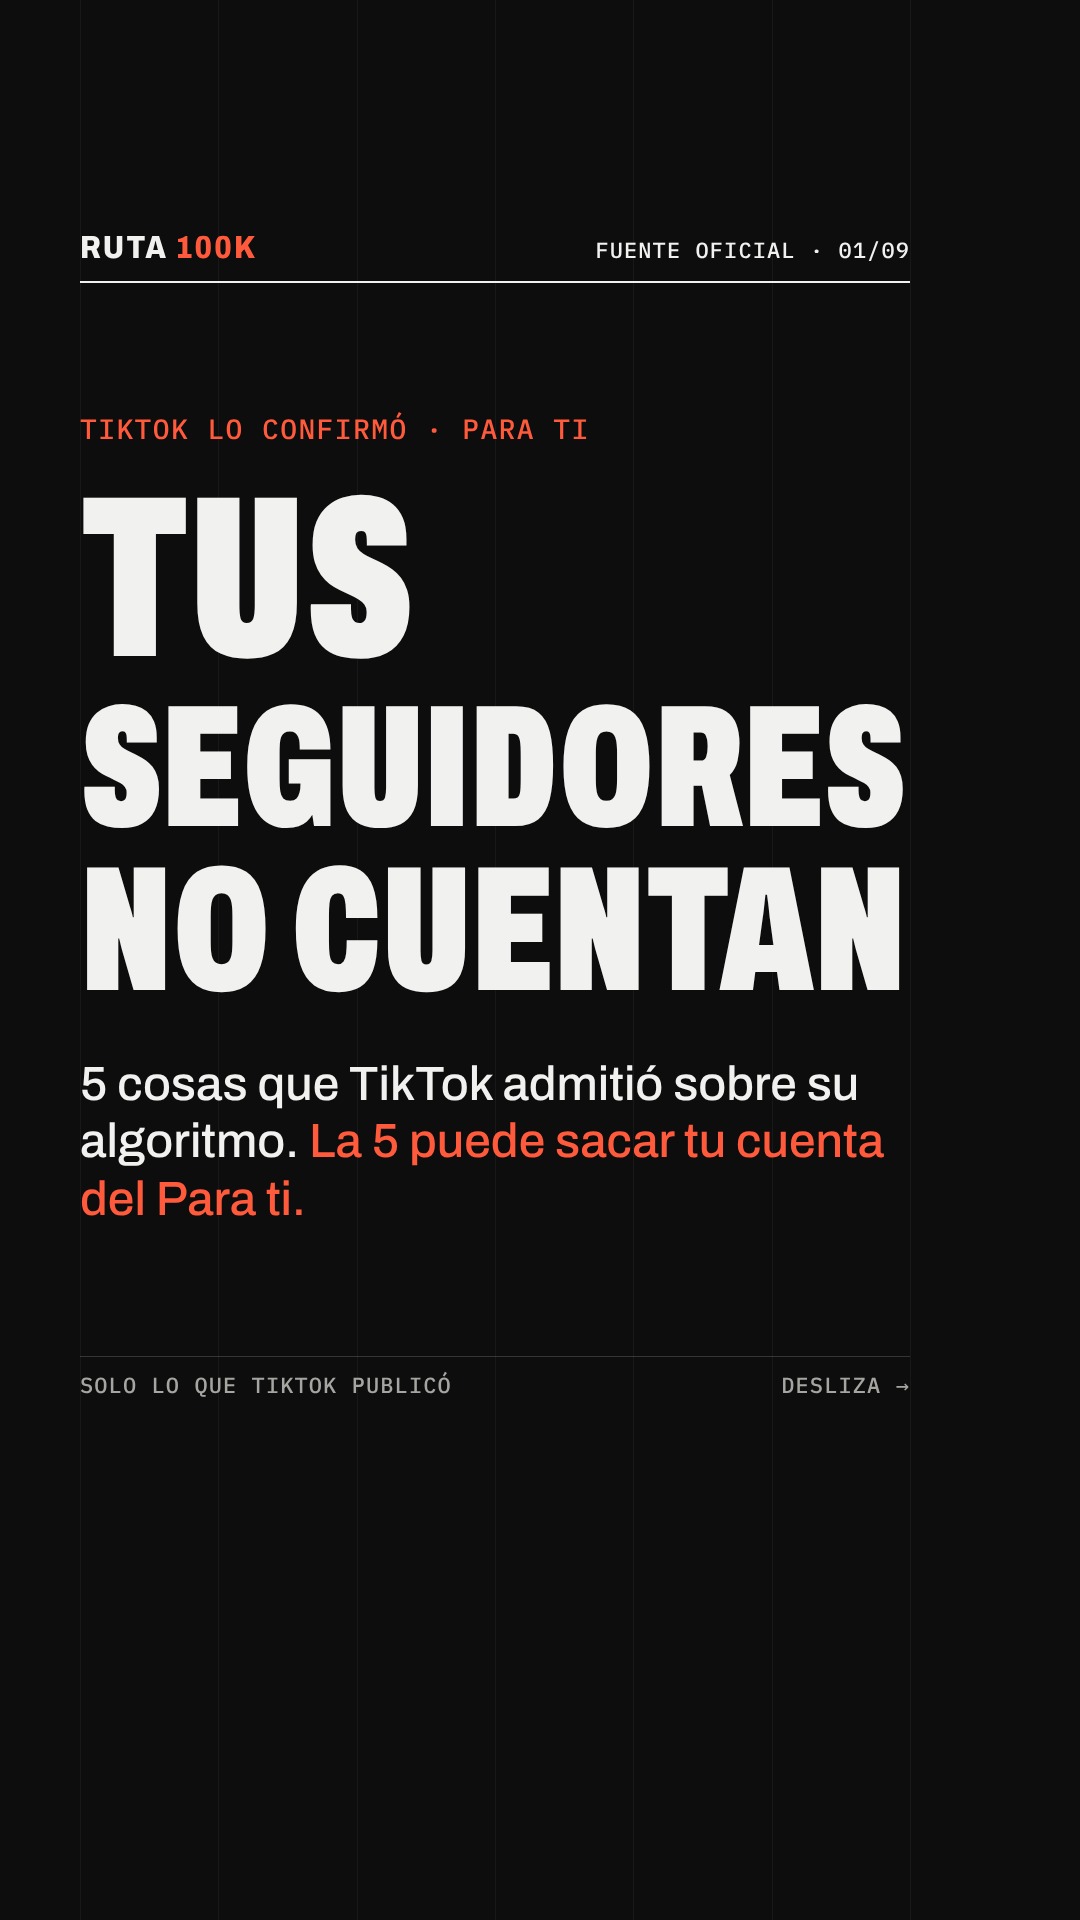 RUTA 100K
FUENTE OFICIAL · 01/09
TIKTOK LO CONFIRMÓ · PARA TI
TUS
SEGUIDORES
NO CUENTAN
5 cosas que TikTok admitió sobre su
algoritmo. La 5 puede sacar tu cuenta
del Para ti.
SOLO LO QUE TIKTOK PUBLICÓ
DESLIZA →